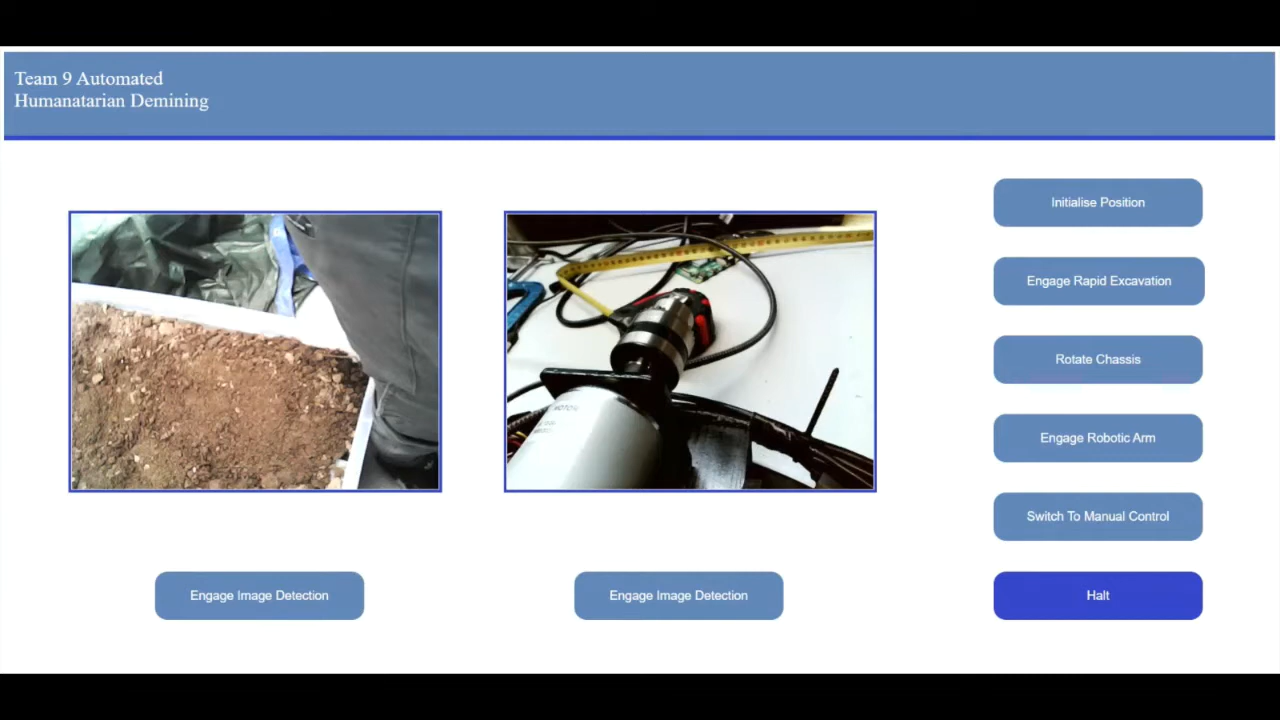 Team 9 Automated
Humanatarian Demining
Initialise Position
Engage Rapid Excavation
Rotate Chassis
Engage Robotic Arm
Switch To Manual Control
Engage Image Detection
Engage Image Detection
Halt